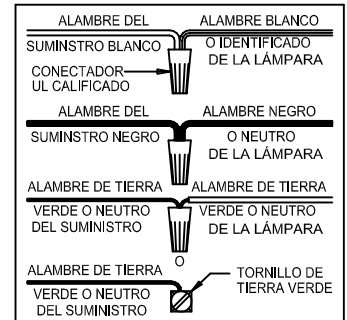 ALAMBRE DEL ALAMBRE BLANCO
SUMINSTRO BLANCO O IDENTIFICADO
DE LA LÁMPARA
CONECTADOR
UL CALIFICADO
ALAMBRE DEL ALAMBRE NEGRO
SUMINSTRO NEGRO O NEUTRO
DE LA LÁMPARA
ALAMBRE DE TIERRA ALAMBRE DE TIERRA
VERDE O NEUTRO VERDE O NEUTRO
DEL SUMINISTRO DE LA LÁMPARA
O
ALAMBRE DE TIERRA TORNILLO DE
TIERRA VERDE
VERDE O NEUTRO
DEL SUMINISTRO